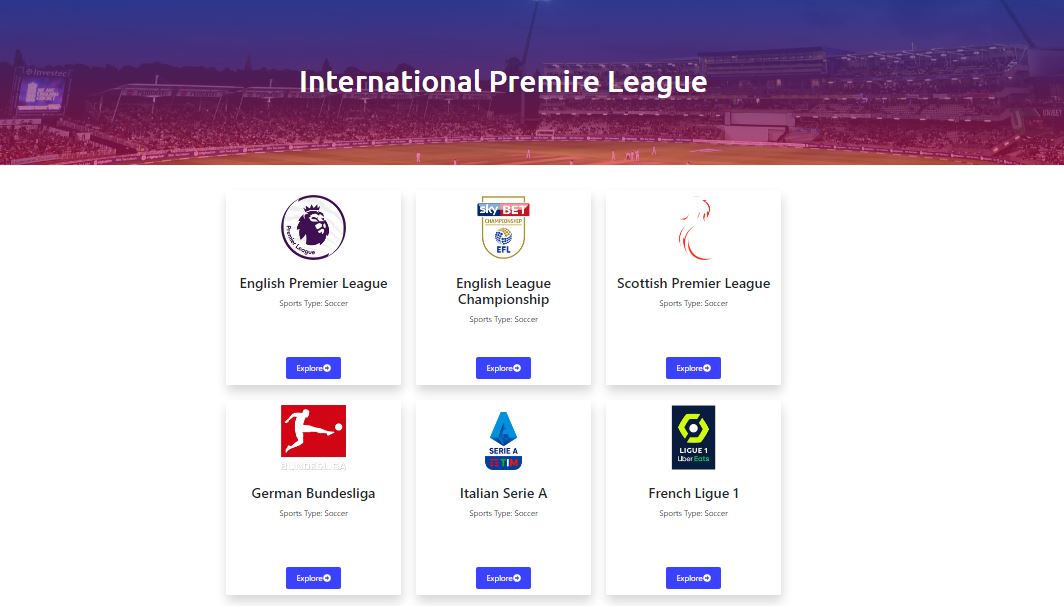 Investec
International Premire League
Premier League
sky BET
CHAMPIONSHIP
EFL
English Premier League
English League
Championship
Scottish Premier League
Sports Type: Soccer
Sports Type: Soccer
Sports Type: Soccer
Explore
Explore
Explore
BUNDESLIGA
SERIE A
TIM
LIGUE 1
Uber Eats
German Bundesliga
Italian Serie A
French Ligue 1
Sports Type: Soccer
Sports Type: Soccer
Sports Type: Soccer
Explore
Explore
Explore